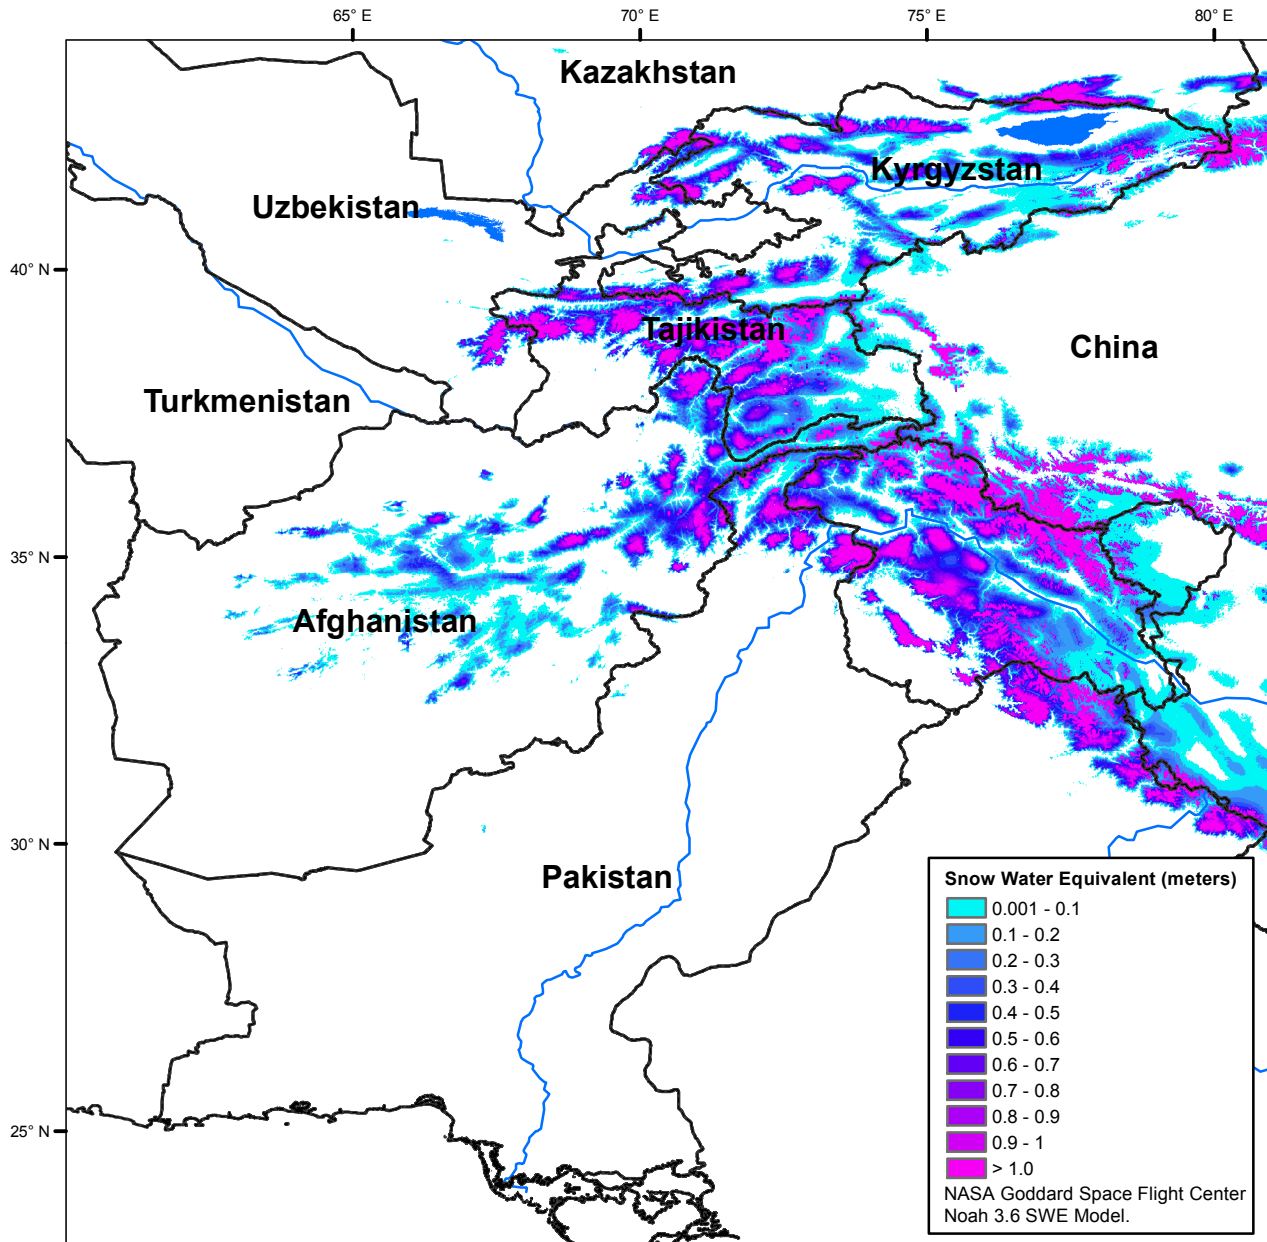 65° E
70° E
75° E
80° E
Kazakhstan
Kyrgyzstan
Uzbekistan
40° N
Tajikistan
China
Turkmenistan
35° N
Afghanistan
30° N
Pakistan
25° N
Snow Water Equivalent (meters)
0.001 - 0.1
0.1 - 0.2
0.2 - 0.3
0.3 - 0.4
0.4 - 0.5
0.5 - 0.6
0.6 - 0.7
0.7 - 0.8
0.8 - 0.9
0.9 - 1
> 1.0
NASA Goddard Space Flight Center
Noah 3.6 SWE Model.